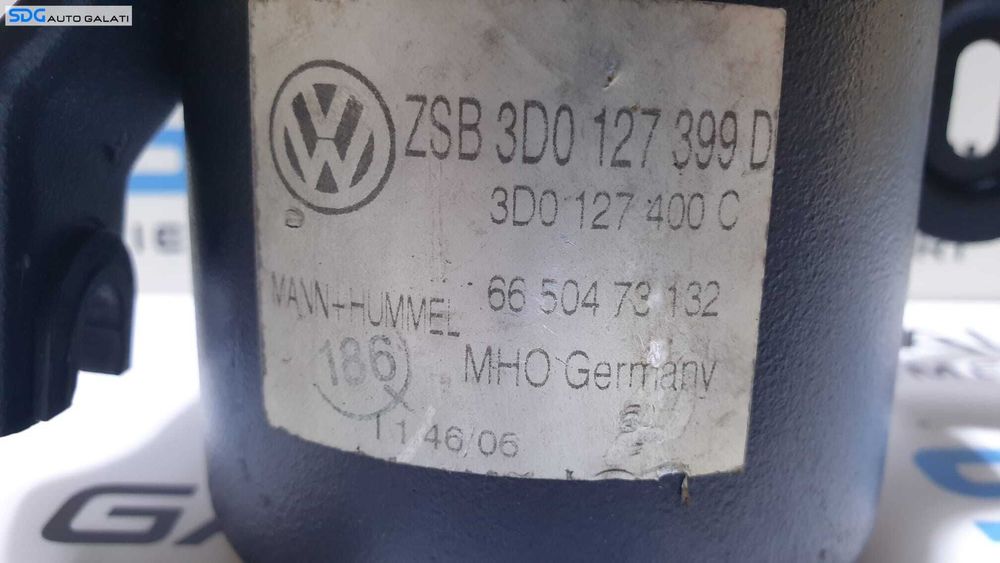 SDG AUTO GALATI
ZSB 3D0 127 399 D
3D0 127 400 C
MANN+HUMMEL 66 504 73 132
186 MHO Germany
11 46/06